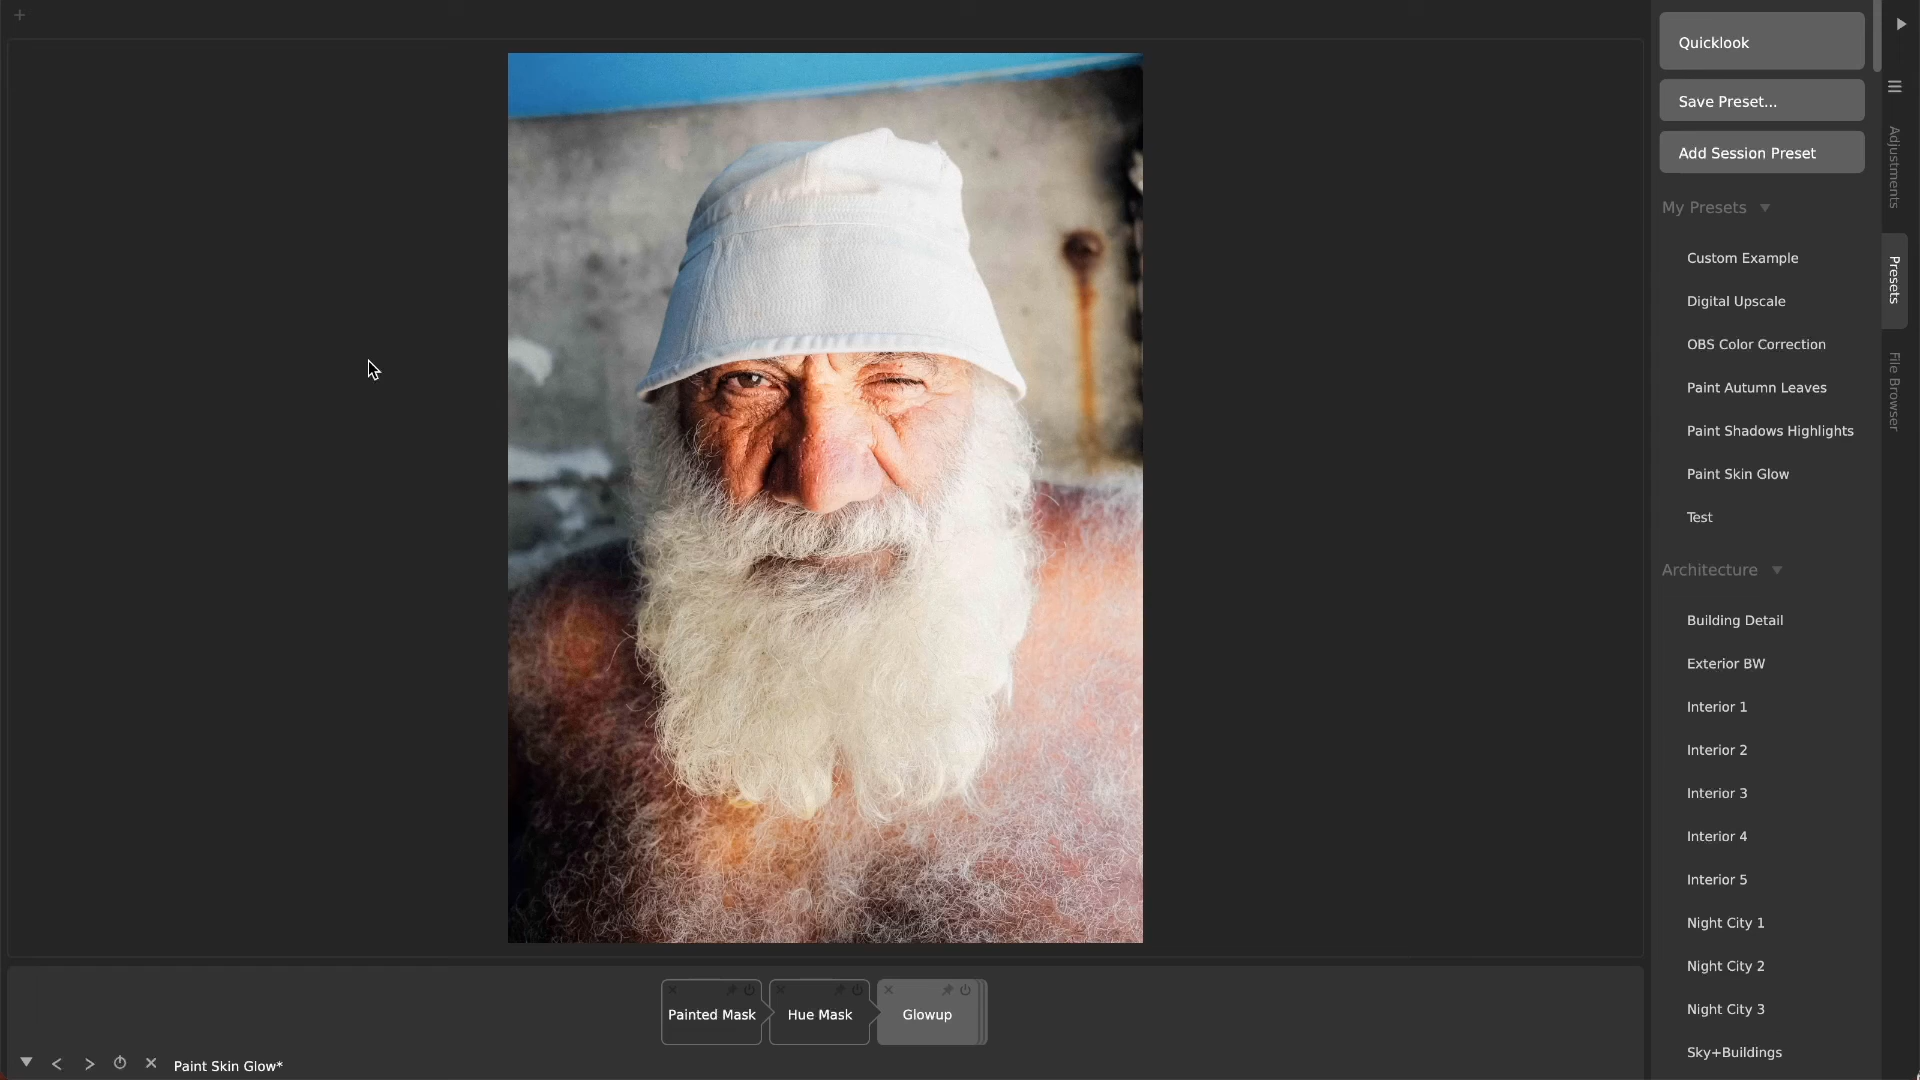 Quicklook
Save Preset...
Add Session Preset
My Presets
Custom Example
Digital Upscale
OBS Color Correction
Paint Autumn Leaves
Paint Shadows Highlights
Paint Skin Glow
Test
Architecture
Building Detail
Exterior BW
Interior 1
Interior 2
Interior 3
Interior 4
Interior 5
Night City 1
Night City 2
Night City 3
Sky+Buildings
Adjustments
Presets
File Browser
Painted Mask
Hue Mask
Glowup
Paint Skin Glow*